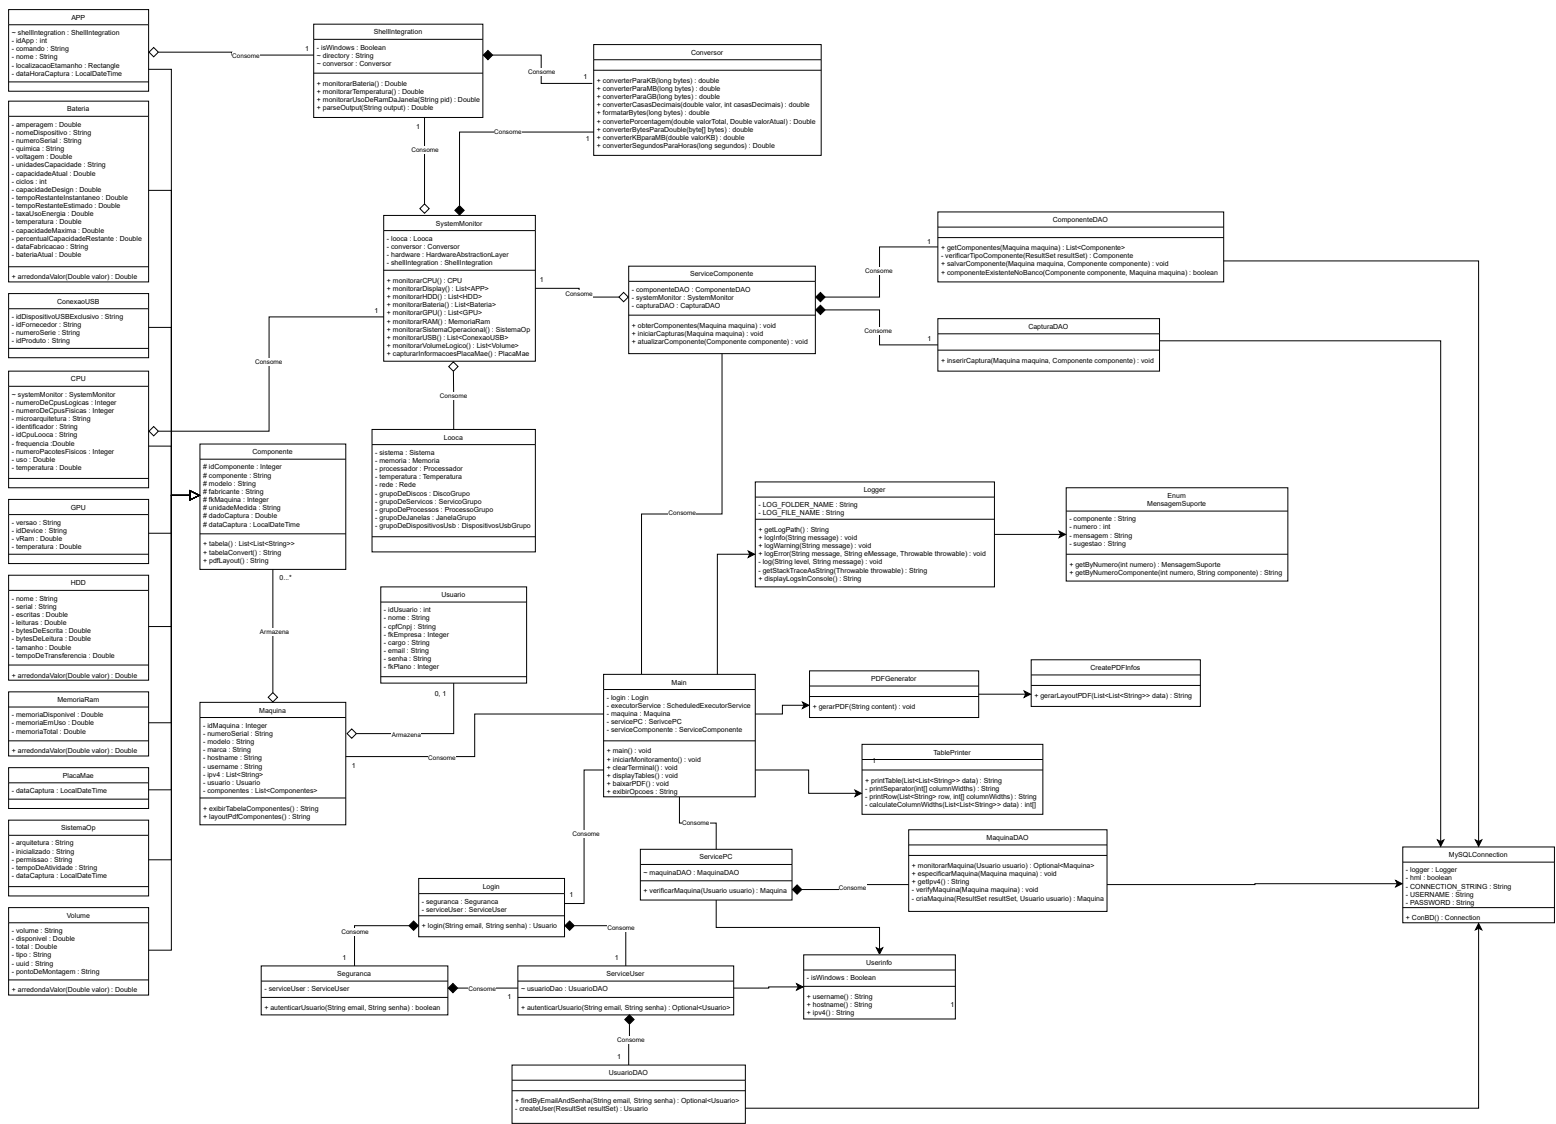 APP
~ shellIntegration : ShellIntegration
- idApp : int
- comando : String
- nome : String
- localizacaoEtamanho : Rectangle
- dataHoraCaptura : LocalDateTime
Bateria
- amperagem : Double
- nomeDispositivo : String
- numeroSerial : String
- quimica : String
- voltagem : Double
- unidadesCapacidade : String
- capacidadeAtual : Double
- ciclos : int
- capacidadeDesign : Double
- tempoRestanteInstantaneo : Double
- tempoRestanteEstimado : Double
- taxaUsoEnergia : Double
- temperatura : Double
- capacidadeMaxima : Double
- percentualCapacidadeRestante : Double
- dataFabricacao : String
- bateriaAtual : Double
+ arredondaValor(Double valor) : Double
ConexaoUSB
- idDispositivoUSBExclusivo : String
- idFornecedor : String
- numeroSerie : String
- idProduto : String
CPU
~ systemMonitor : SystemMonitor
- numeroDeCpusLogicas : Integer
- numeroDeCpusFisicas : Integer
- microarquitetura : String
- identificador : String
- idCpuLooca : String
- frequencia :Double
- numeroPacotesFisicos : Integer
- uso : Double
- temperatura : Double
GPU
- versao : String
- idDevice : String
- vRam : Double
- temperatura : Double
HDD
- nome : String
- serial : String
- escritas : Double
- leituras : Double
- bytesDeEscrita : Double
- bytesDeLeitura : Double
- tamanho : Double
- tempoDeTransferencia : Double
+ arredondaValor(Double valor) : Double
MemoriaRam
- memoriaDisponivel : Double
- memoriaEmUso : Double
- memoriaTotal : Double
+ arredondaValor(Double valor) : Double
PlacaMae
- dataCaptura : LocalDateTime
SistemaOp
- arquitetura : String
- inicializado : String
- permissao : String
- tempoDeAtividade : String
- dataCaptura : LocalDateTime
Volume
- volume : String
- disponivel : Double
- total : Double
- tipo : String
- uuid : String
- pontoDeMontagem : String
+ arredondaValor(Double valor) : Double
Consome
1
ShellIntegration
- isWindows : Boolean
~ directory : String
~ conversor : Conversor
+ monitorarBateria() : Double
+ monitorarTemperatura() : Double
+ monitorarUsoDeRamDaJanela(String pid) : Double
+ parseOutput(String output) : Double
Consome
1
Conversor
+ converterParaKB(long bytes) : double
+ converterParaMB(long bytes) : double
+ converterParaGB(long bytes) : double
+ converterCasasDecimais(double valor, int casasDecimais) : double
+ formatarBytes(long bytes) : double
+ convertePorcentagem(double valorTotal, Double valorAtual) : Double
+ converterBytesParaDouble(byte[] bytes) : double
+ converterKBparaMB(double valorKB) : double
+ converterSegundosParaHoras(long segundos) : Double
1
Consome
Consome
1
SystemMonitor
- looca : Looca
- conversor : Conversor
- hardware : HardwareAbstractionLayer
- shellIntegration : ShellIntegration
+ monitorarCPU() : CPU
+ monitorarDisplay() : List<APP>
+ monitorarHDD() : List<HDD>
+ monitorarBateria() : List<Bateria>
+ monitorarGPU() : List<GPU>
+ monitorarRAM() : MemoriaRam
+ monitorarSistemaOperacional() : SistemaOp
+ monitorarUSB() : List<ConexaoUSB>
+ monitorarVolumeLogico() : List<Volume>
+ capturarInformacoesPlacaMae() : PlacaMae
1
Consome
1
Consome
ServiceComponente
- componenteDAO : ComponenteDAO
- systemMonitor : SystemMonitor
- capturaDAO : CapturaDAO
+ obterComponentes(Maquina maquina) : void
+ iniciarCapturas(Maquina maquina) : void
+ atualizarComponente(Componente componente) : void
1
Consome
ComponenteDAO
+ getComponentes(Maquina maquina) : List<Componente>
- verificarTipoComponente(ResultSet resultSet) : Componente
+ salvarComponente(Maquina maquina, Componente componente) : void
+ componenteExistenteNoBanco(Componente componente, Maquina maquina) : boolean
Consome
1
CapturaDAO
+ inserirCaptura(Maquina maquina, Componente componente) : void
Consome
Looca
- sistema : Sistema
- memoria : Memoria
- processador : Processador
- temperatura : Temperatura
- rede : Rede
- grupoDeDiscos : DiscoGrupo
- grupoDeServicos : ServicoGrupo
- grupoDeProcessos : ProcessoGrupo
- grupoDeJanelas : JanelaGrupo
- grupoDeDispositivosUsb : DispositivosUsbGrupo
Componente
# idComponente : Integer
# componente : String
# modelo : String
# fabricante : String
# fkMaquina : Integer
# unidadeMedida : String
# dadoCaptura : Double
# dataCaptura : LocalDateTime
+ tabela() : List<List<String>>
+ tabelaConvert() : String
+ pdfLayout() : String
0...*
Armazena
Usuario
- idUsuario : int
- nome : String
- cpfCnpj : String
- fkEmpresa : Integer
- cargo : String
- email : String
- senha : String
- fkPlano : Integer
0, 1
Armazena
Maquina
- idMaquina : Integer
- numeroSerial : String
- modelo : String
- marca : String
- hostname : String
- username : String
- ipv4 : List<String>
- usuario : Usuario
- componentes : List<Componentes>
+ exibirTabelaComponentes() : String
+ layoutPdfComponentes() : String
1
Consome
Consome
Logger
- LOG_FOLDER_NAME : String
- LOG_FILE_NAME : String
+ getLogPath() : String
+ logInfo(String message) : void
+ logWarning(String message) : void
+ logError(String message, String eMessage, Throwable throwable) : void
- log(String level, String message) : void
- getStackTraceAsString(Throwable throwable) : String
+ displayLogsInConsole() : String
Enum
MensagemSuporte
- componente : String
- numero : int
- mensagem : String
- sugestao : String
+ getByNumero(int numero) : MensagemSuporte
+ getByNumeroComponente(int numero, String componente) : String
Main
- login : Login
- executorService : ScheduledExecutorService
- maquina : Maquina
- servicePC : SerivcePC
- serviceComponente : ServiceComponente
+ main() : void
+ iniciarMonitoramento() : void
+ clearTerminal() : void
+ displayTables() : void
+ baixarPDF() : void
+ exibirOpcoes : String
PDFGenerator
+ gerarPDF(String content) : void
CreatePDFInfos
+ gerarLayoutPDF(List<List<String>> data) : String
TablePrinter
1
+ printTable(List<List<String>> data) : String
- printSeparator(int[] columnWidths) : String
- printRow(List<String> row, int[] columnWidths) : String
- calculateColumnWidths(List<List<String>> data) : int[]
Consome
Consome
1
ServicePC
~ maquinaDAO : MaquinaDAO
+ verificarMaquina(Usuario usuario) : Maquina
Consome
MaquinaDAO
+ monitorarMaquina(Usuario usuario) : Optional<Maquina>
+ especificarMaquina(Maquina maquina) : void
+ getIpv4() : String
- verifyMaquina(Maquina maquina) : void
- criaMaquina(ResultSet resultSet, Usuario usuario) : Maquina
MySQLConnection
- logger : Logger
- hml : boolean
- CONNECTION_STRING : String
- USERNAME : String
- PASSWORD : String
+ ConBD() : Connection
Login
- seguranca : Seguranca
- serviceUser : ServiceUser
+ login(String email, String senha) : Usuario
Consome
1
Consome
1
Seguranca
- serviceUser : ServiceUser
+ autenticarUsuario(String email, String senha) : boolean
Consome
1
ServiceUser
~ usuarioDao : UsuarioDAO
+ autenticarUsuario(String email, String senha) : Optional<Usuario>
UserInfo
- isWindows : Boolean
+ username() : String
+ hostname() : String
+ ipv4() : String
1
Consome
1
UsuarioDAO
+ findByEmailAndSenha(String email, String senha) : Optional<Usuario>
- createUser(ResultSet resultSet) : Usuario